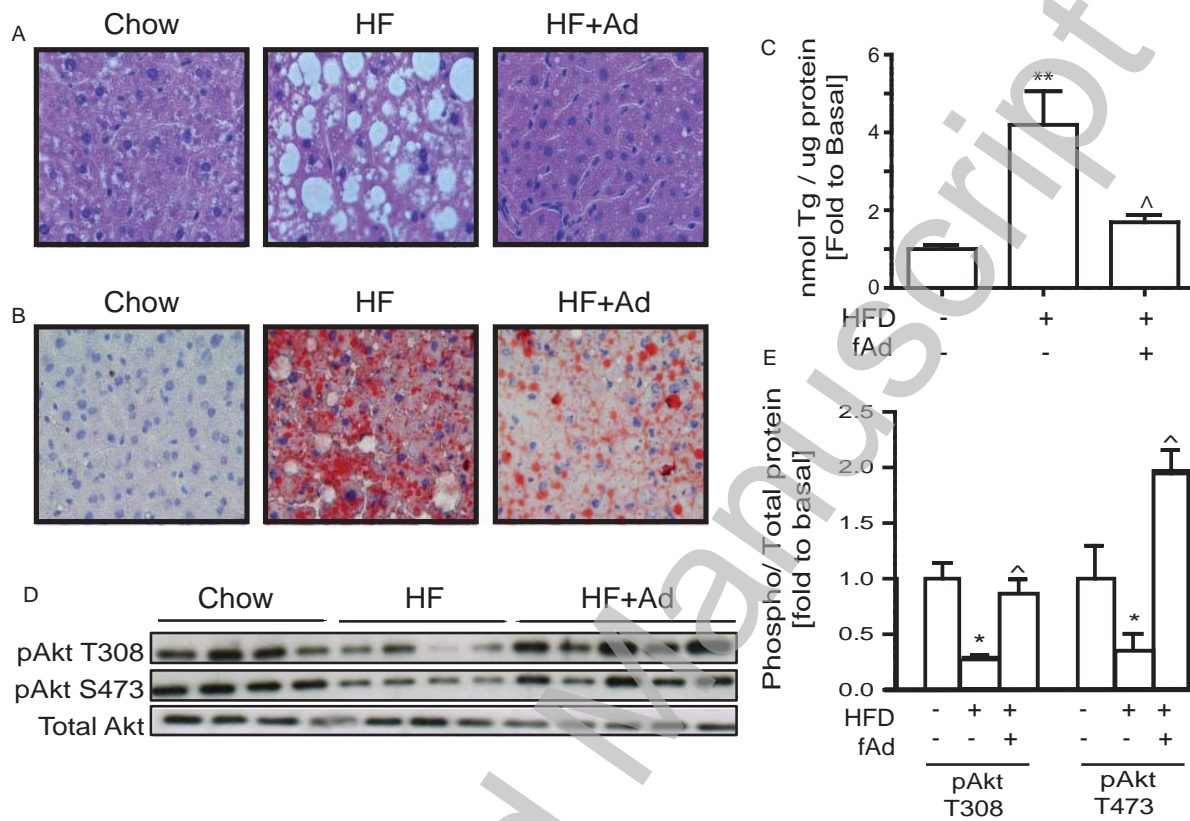 A
Chow HF HF+Ad
B
Chow HF HF+Ad
C
nmol Tg / ug protein
[Fold to Basal]
6
4
2
0
**
^
HFD - + +
fAd - - +
D
Chow HF HF+Ad
pAkt T308
pAkt S473
Total Akt
E
Phospho/Total protein
[fold to basal]
2.5
2.0
1.5
1.0
0.5
0.0
* ^ * ^
HFD - + + - + +
fAd - - + - - +
pAkt pAkt
T308 T473
d Manuscript